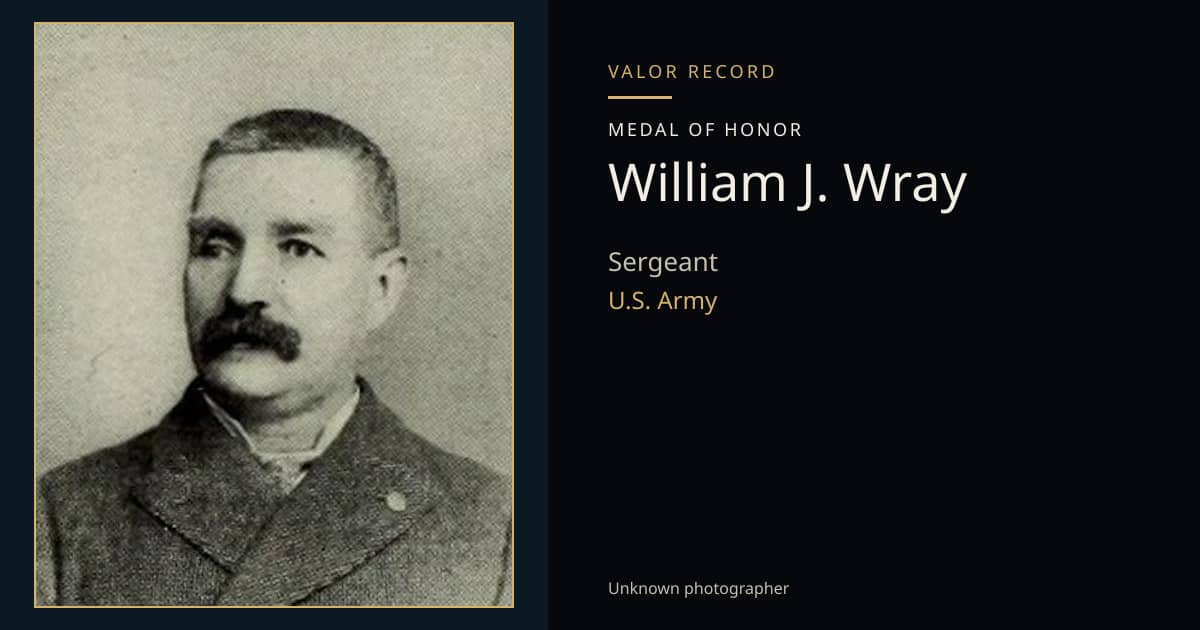 VALOR RECORD
MEDAL OF HONOR
William J. Wray
Sergeant
U.S. Army
Unknown photographer